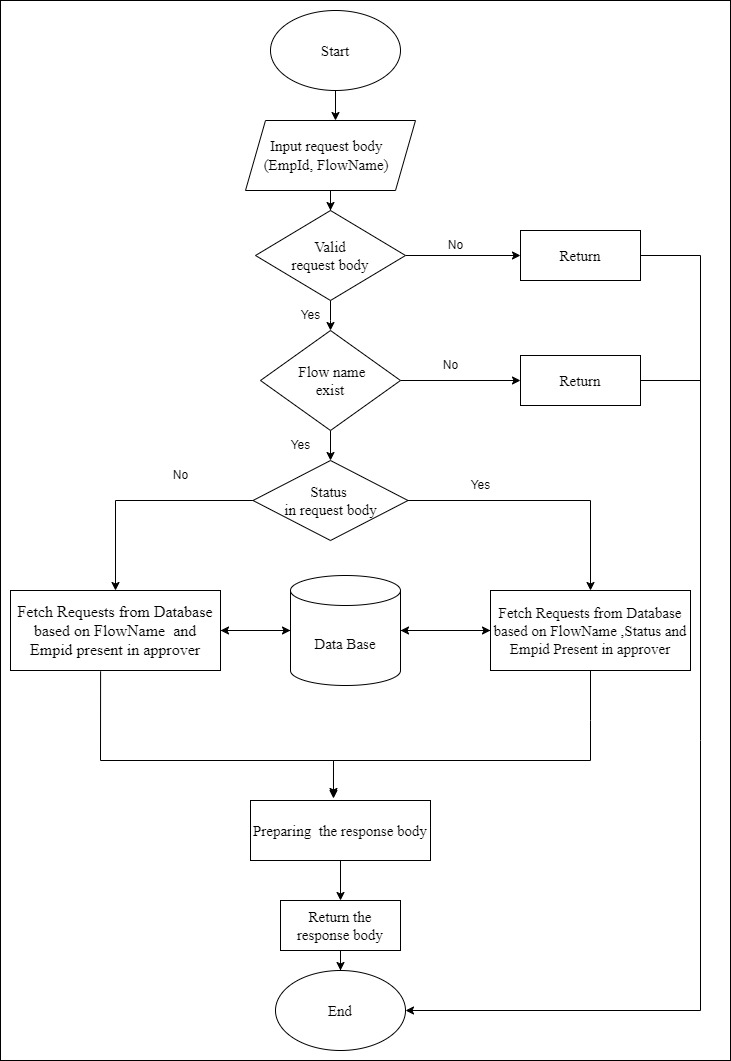 Start
Input request body
(EmpId, FlowName)
Valid
request body
No
Return
Yes
Flow name
exist
No
Return
Yes
Status
in request body
No
Yes
Fetch Requests from Database
based on FlowName and
Empid present in approver
Data Base
Fetch Requests from Database
based on FlowName ,Status and
Empid Present in approver
Preparing the response body
Return the
response body
End